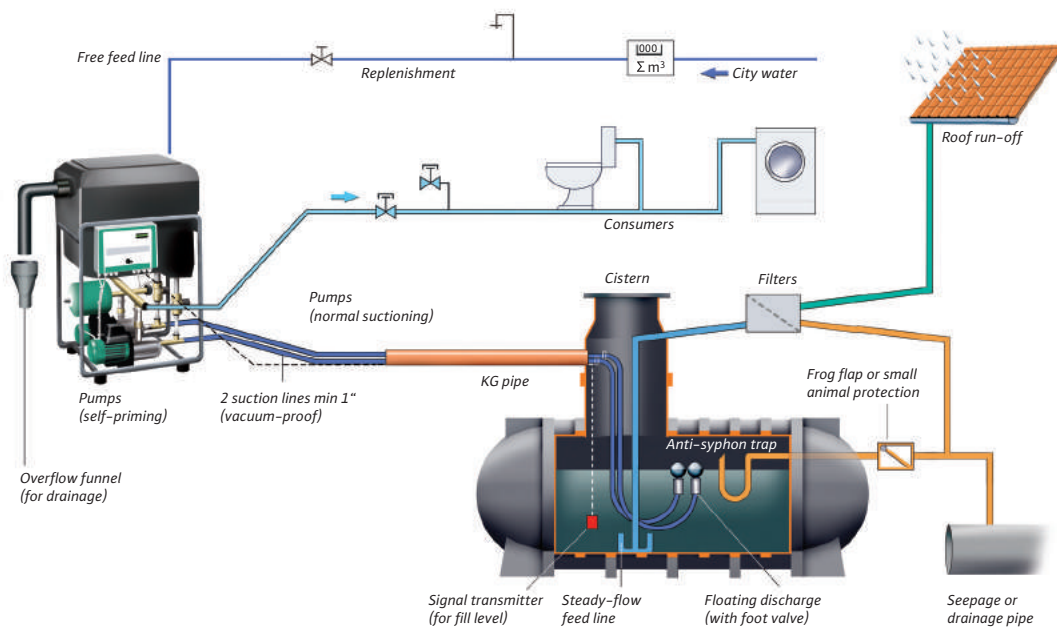 Free feed line
Replenishment
000
Σ m³
City water
Roof run-off
Consumers
Pumps
(normal suctioning)
Cistern
Filters
KG pipe
Pumps
(self-priming)
2 suction lines min 1“
(vacuum-proof)
Frog flap or small
animal protection
Anti-syphon trap
Overflow funnel
(for drainage)
Signal transmitter
(for fill level)
Steady-flow
feed line
Floating discharge
(with foot valve)
Seepage or
drainage pipe